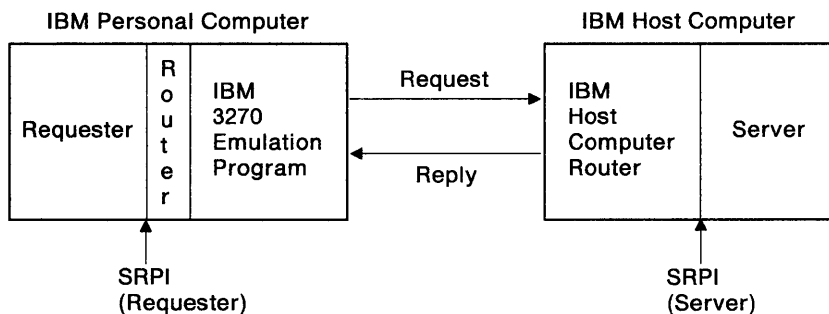 IBM Personal Computer
IBM Host Computer
Requester
Router
IBM
3270
Emulation
Program
Request
Reply
IBM
Host
Computer
Router
Server
SRPI
(Requester)
SRPI
(Server)